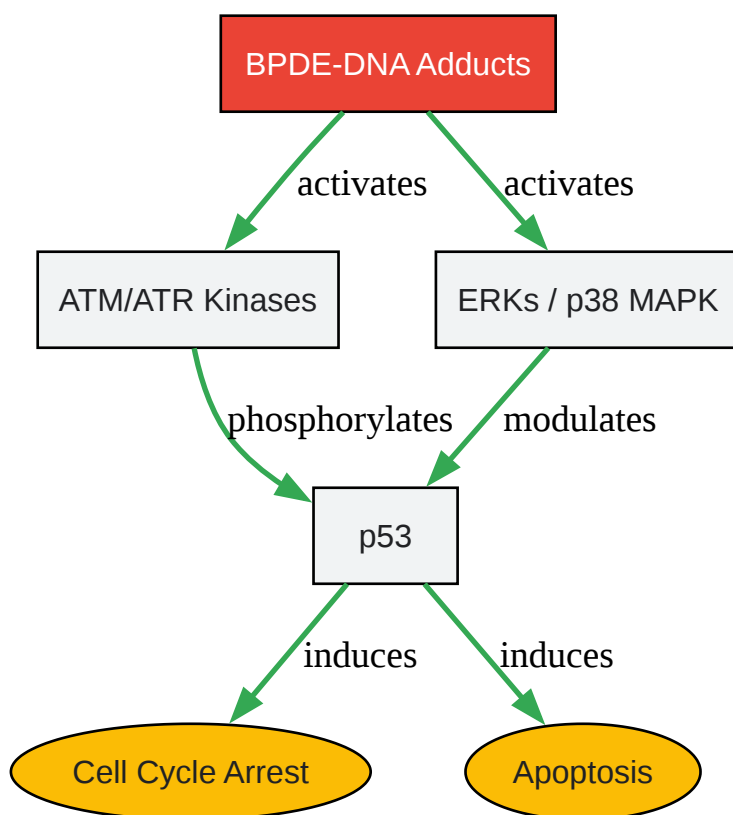 BPDE-DNA Adducts
activates
activates
ATM/ATR Kinases
ERKs / p38 MAPK
phosphorylates
modulates
p53
induces
induces
Cell Cycle Arrest
Apoptosis